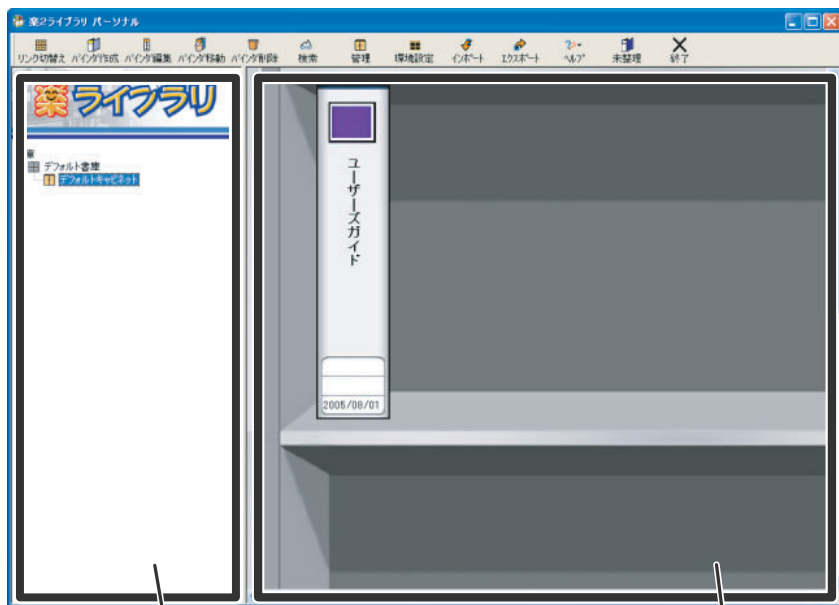 楽2ライブラリ パーソナル
リンク切替え バインダ作成 バインダ編集 バインダ移動 バインダ削除 検索 管理 環境設定 インポート エクスポート ヘルプ 未整理 終了
楽ライブラリ
庫
デフォルト書庫
デフォルトキャビネット
ユーザーズガイド
2005/08/01